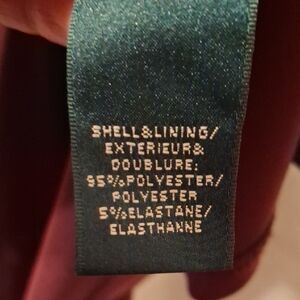 SHELL&LINING/
EXTERIEUR&
DOUBLURE:
95%POLYESTER/
POLYESTER
5%ELASTANE/
ELASTHANNE